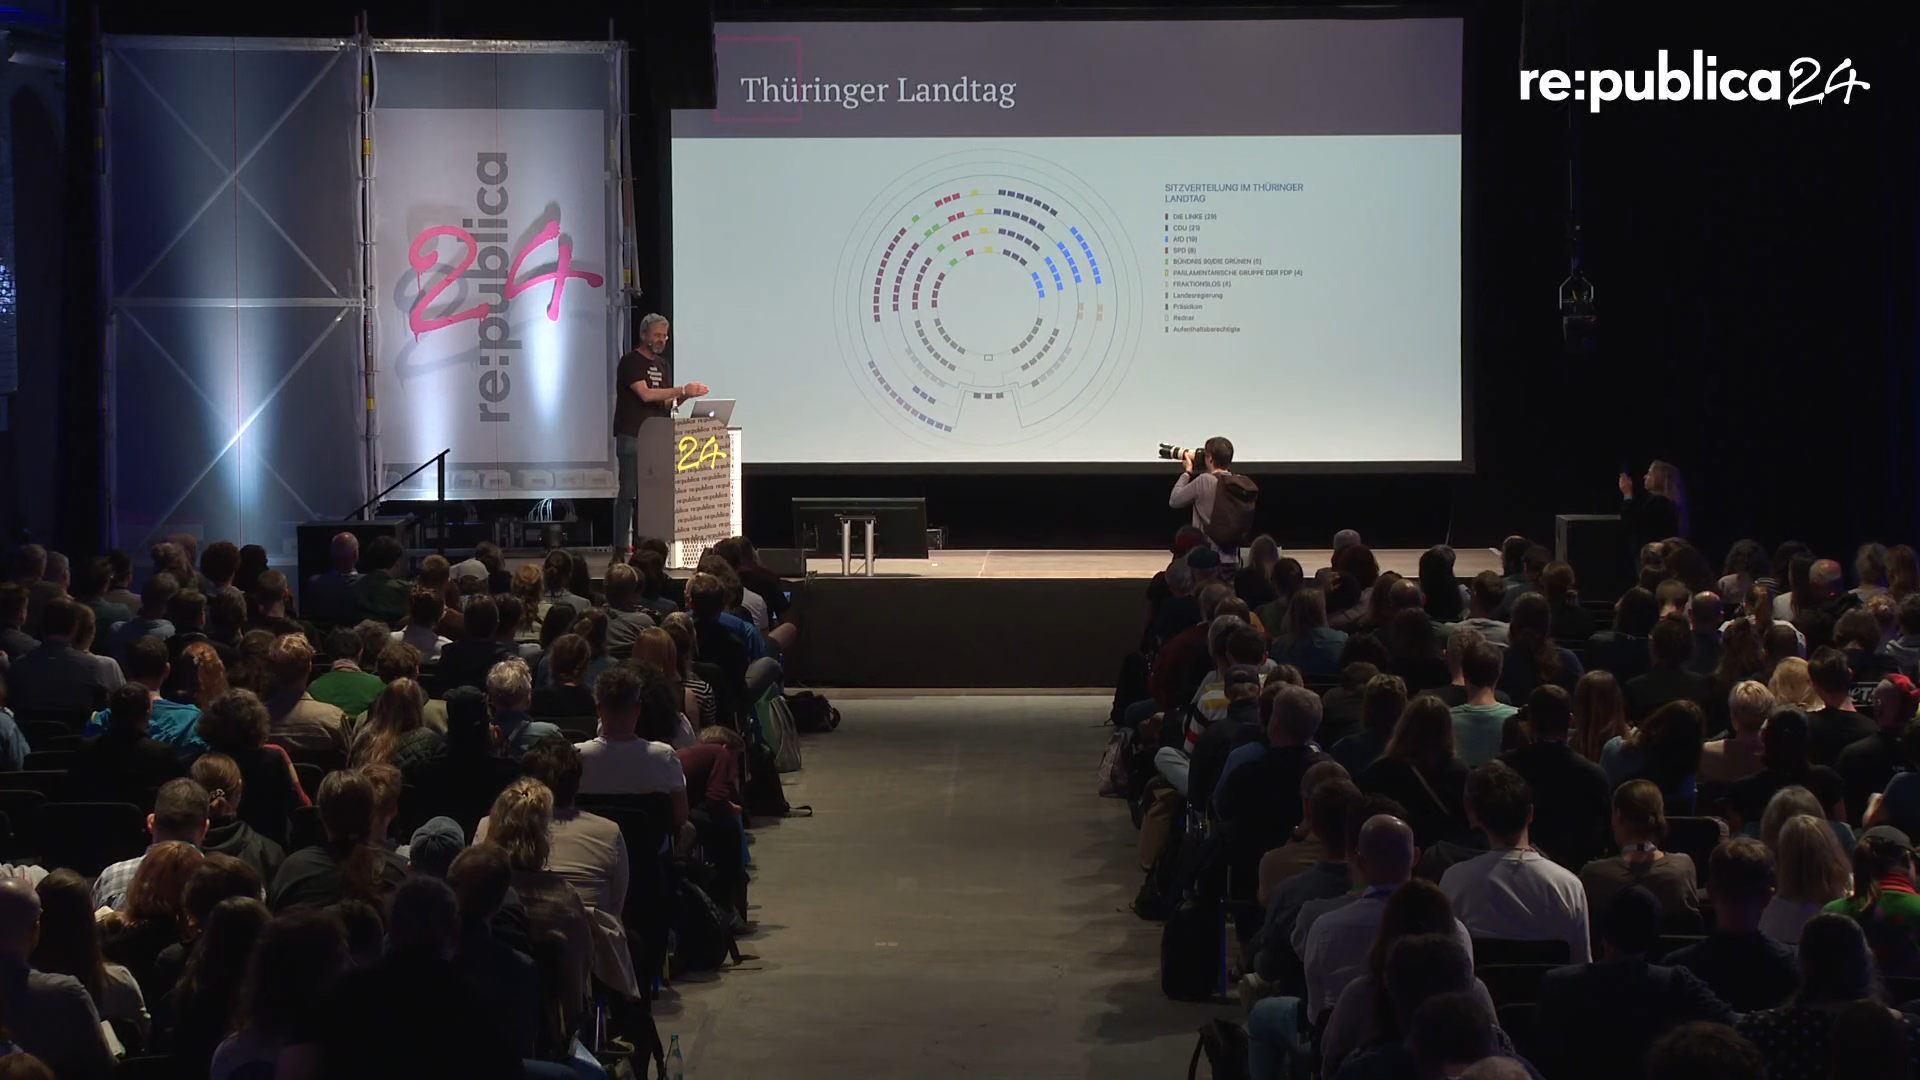 re:publica24
Thüringer Landtag
SITZVERTEILUNG IM THÜRINGER
LANDTAG
DIE LINKE (29)
CDU (21)
AfD (19)
SPD (8)
BÜNDNIS 90/DIE GRÜNEN (5)
PARLAMENTARISCHE GRUPPE DER FDP (4)
FRAKTIONSLOS (4)
Landesregierung
Präsidium
Redner
Aufenthaltsberechtigte
re:publica
24
24